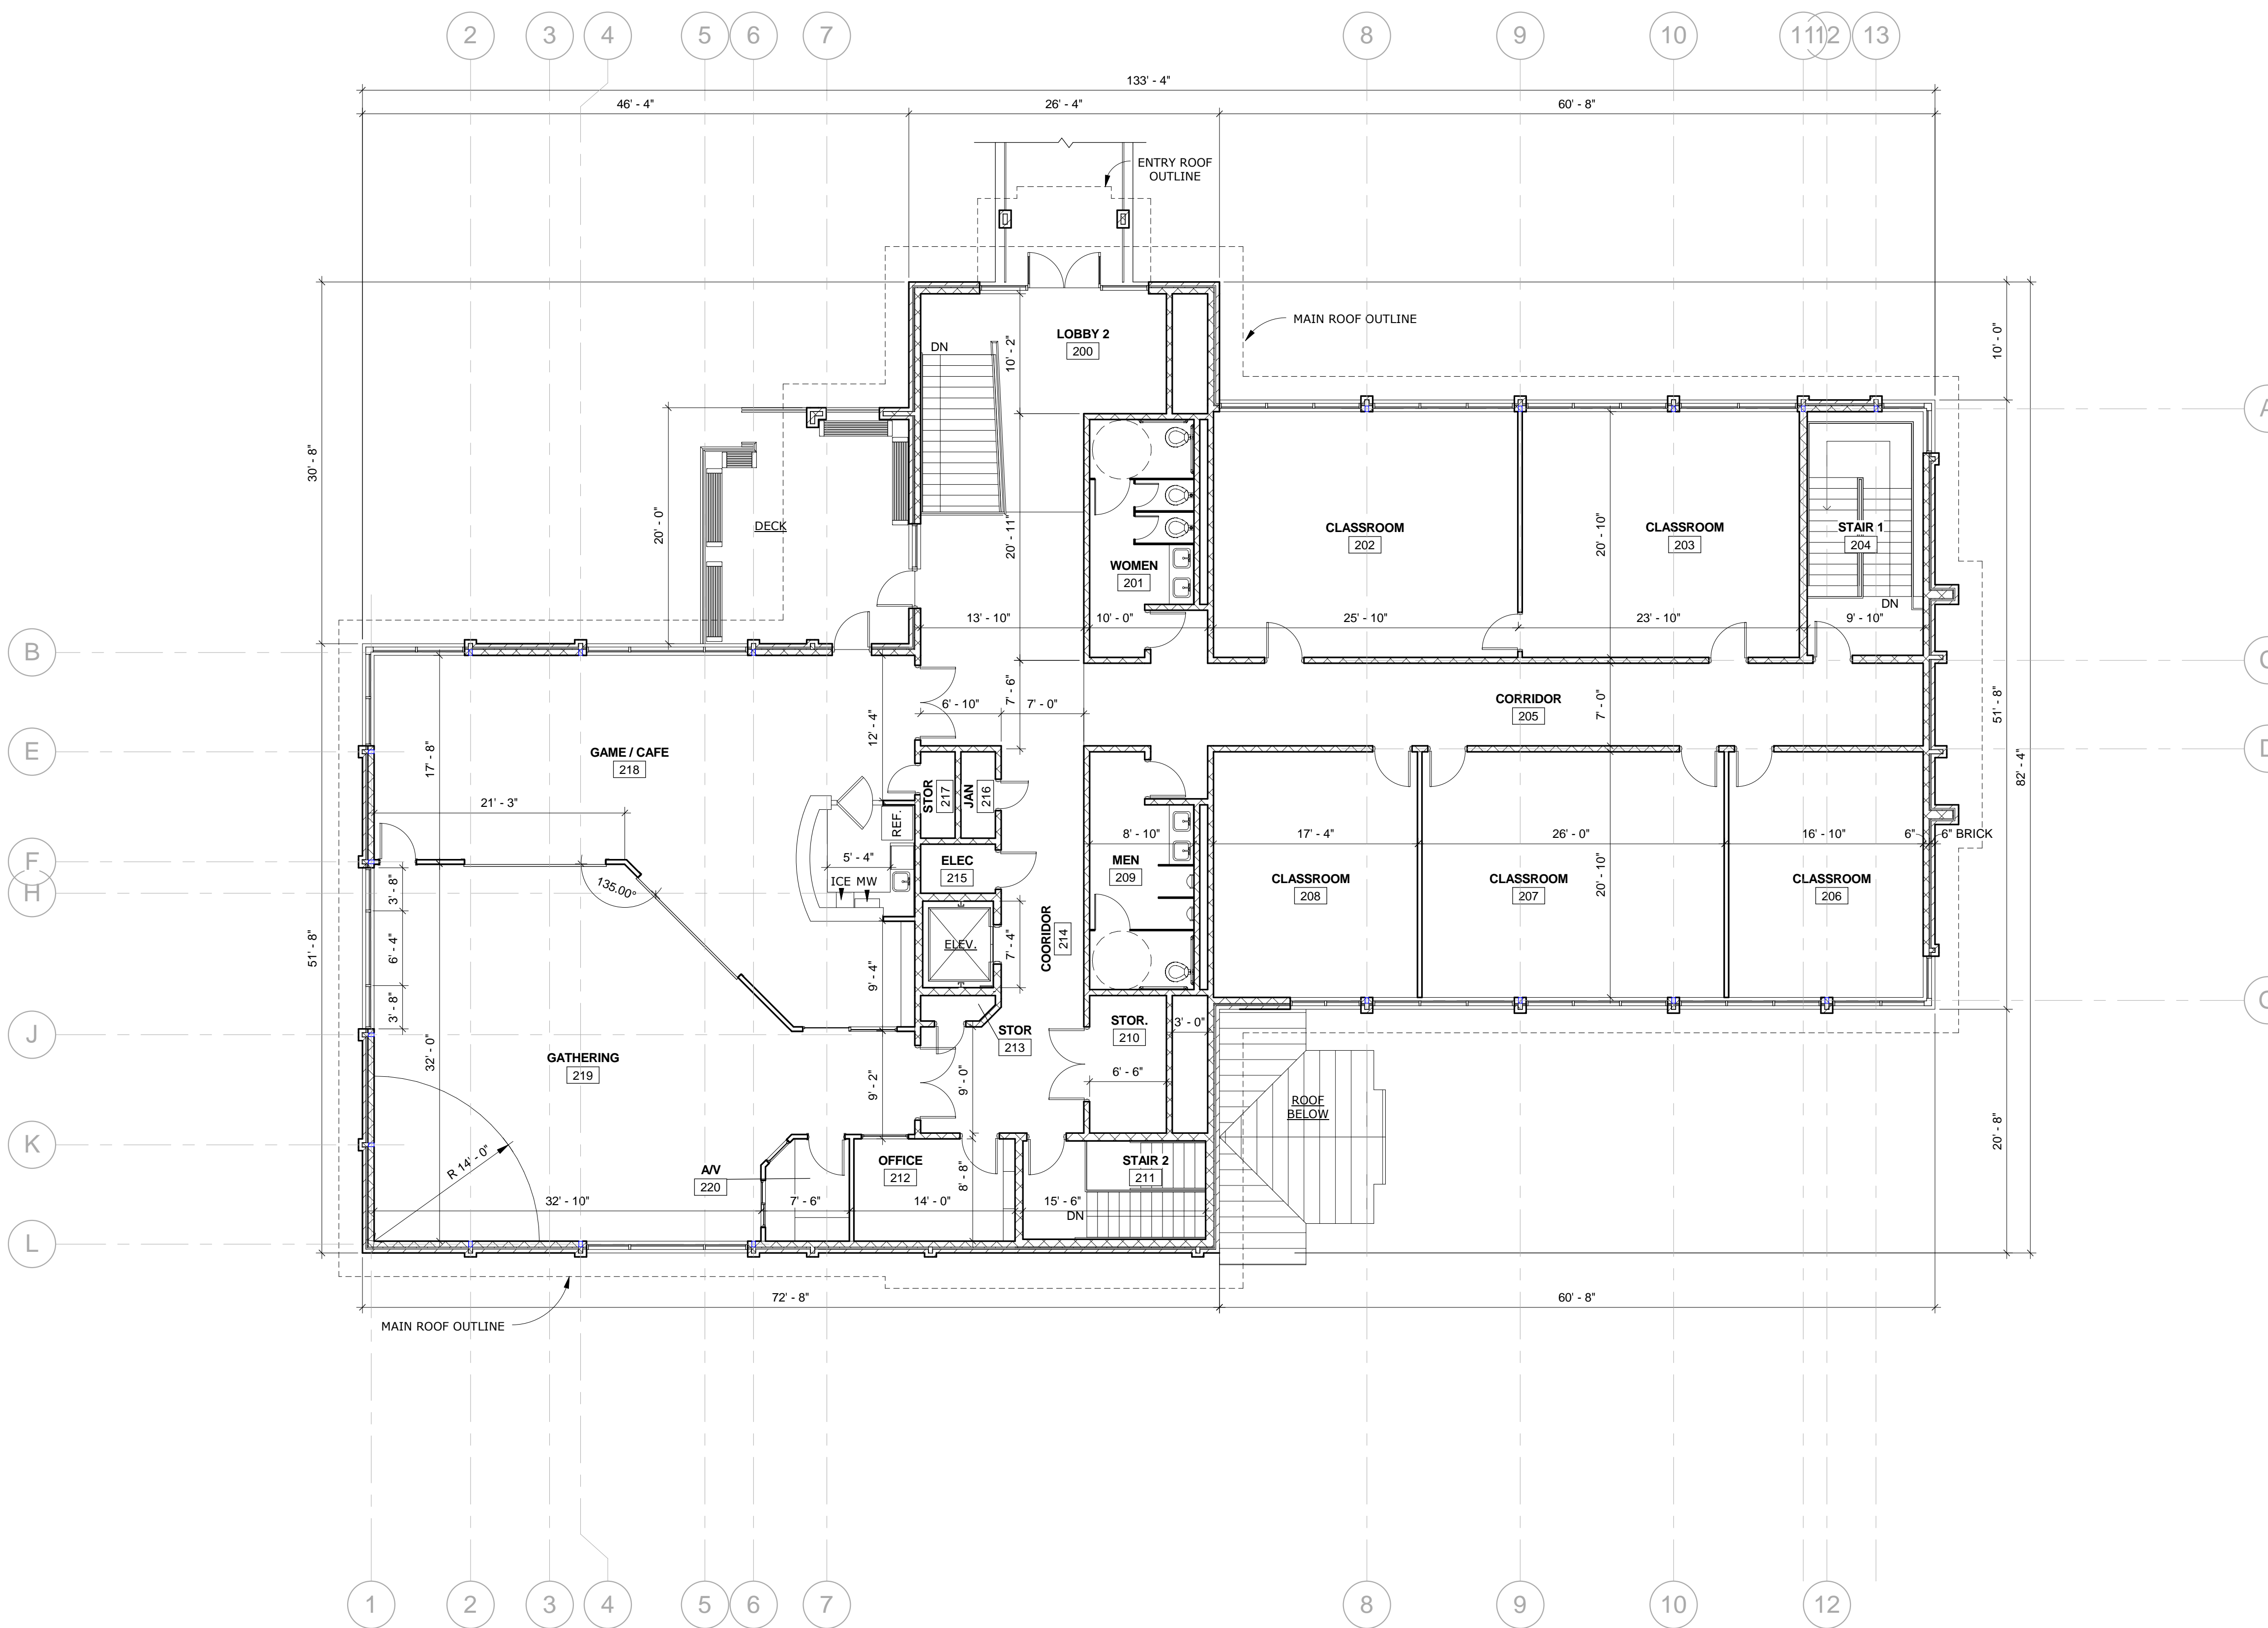 2 3 4 5 6 7 8 9 10 11 12 13
133' - 4"
46' - 4" 26' - 4" 60' - 8"
ENTRY ROOF
OUTLINE
MAIN ROOF OUTLINE
LOBBY 2
200
DN
10' - 2"
10' - 0"
A
30' - 8"
20' - 0"
DECK
20' - 11"
WOMEN
201
CLASSROOM
202
20' - 10"
CLASSROOM
203
STAIR 1
204
DN
13' - 10" 10' - 0" 25' - 10" 23' - 10" 9' - 10"
B
7' - 6"
6' - 10" 7' - 0"
CORRIDOR
205
7' - 0"
51' - 8"
82' - 4"
E
D
12' - 4"
17' - 8"
GAME / CAFE
218
21' - 3"
STOR
217
JAN
216
REF.
5' - 4"
ICE MW
ELEC
215
8' - 10"
MEN
209
17' - 4" 26' - 0" 16' - 10" 6" 6" BRICK
F
H
135.00°
3' - 8"
6' - 4"
3' - 8"
CLASSROOM
208
CLASSROOM
207
20' - 10"
CLASSROOM
206
51' - 8"
ELEV.
7' - 4"
9' - 4"
COORIDOR
214
J
32' - 0"
GATHERING
219
STOR
213
STOR.
210
3' - 0"
6' - 6"
9' - 2"
9' - 0"
ROOF
BELOW
20' - 8"
K
R 14' - 0"
A/V
220
OFFICE
212
8' - 8"
STAIR 2
211
32' - 10" 7' - 6" 14' - 0" 15' - 6"
DN
L
72' - 8" 60' - 8"
MAIN ROOF OUTLINE
1 2 3 4 5 6 7 8 9 10 12